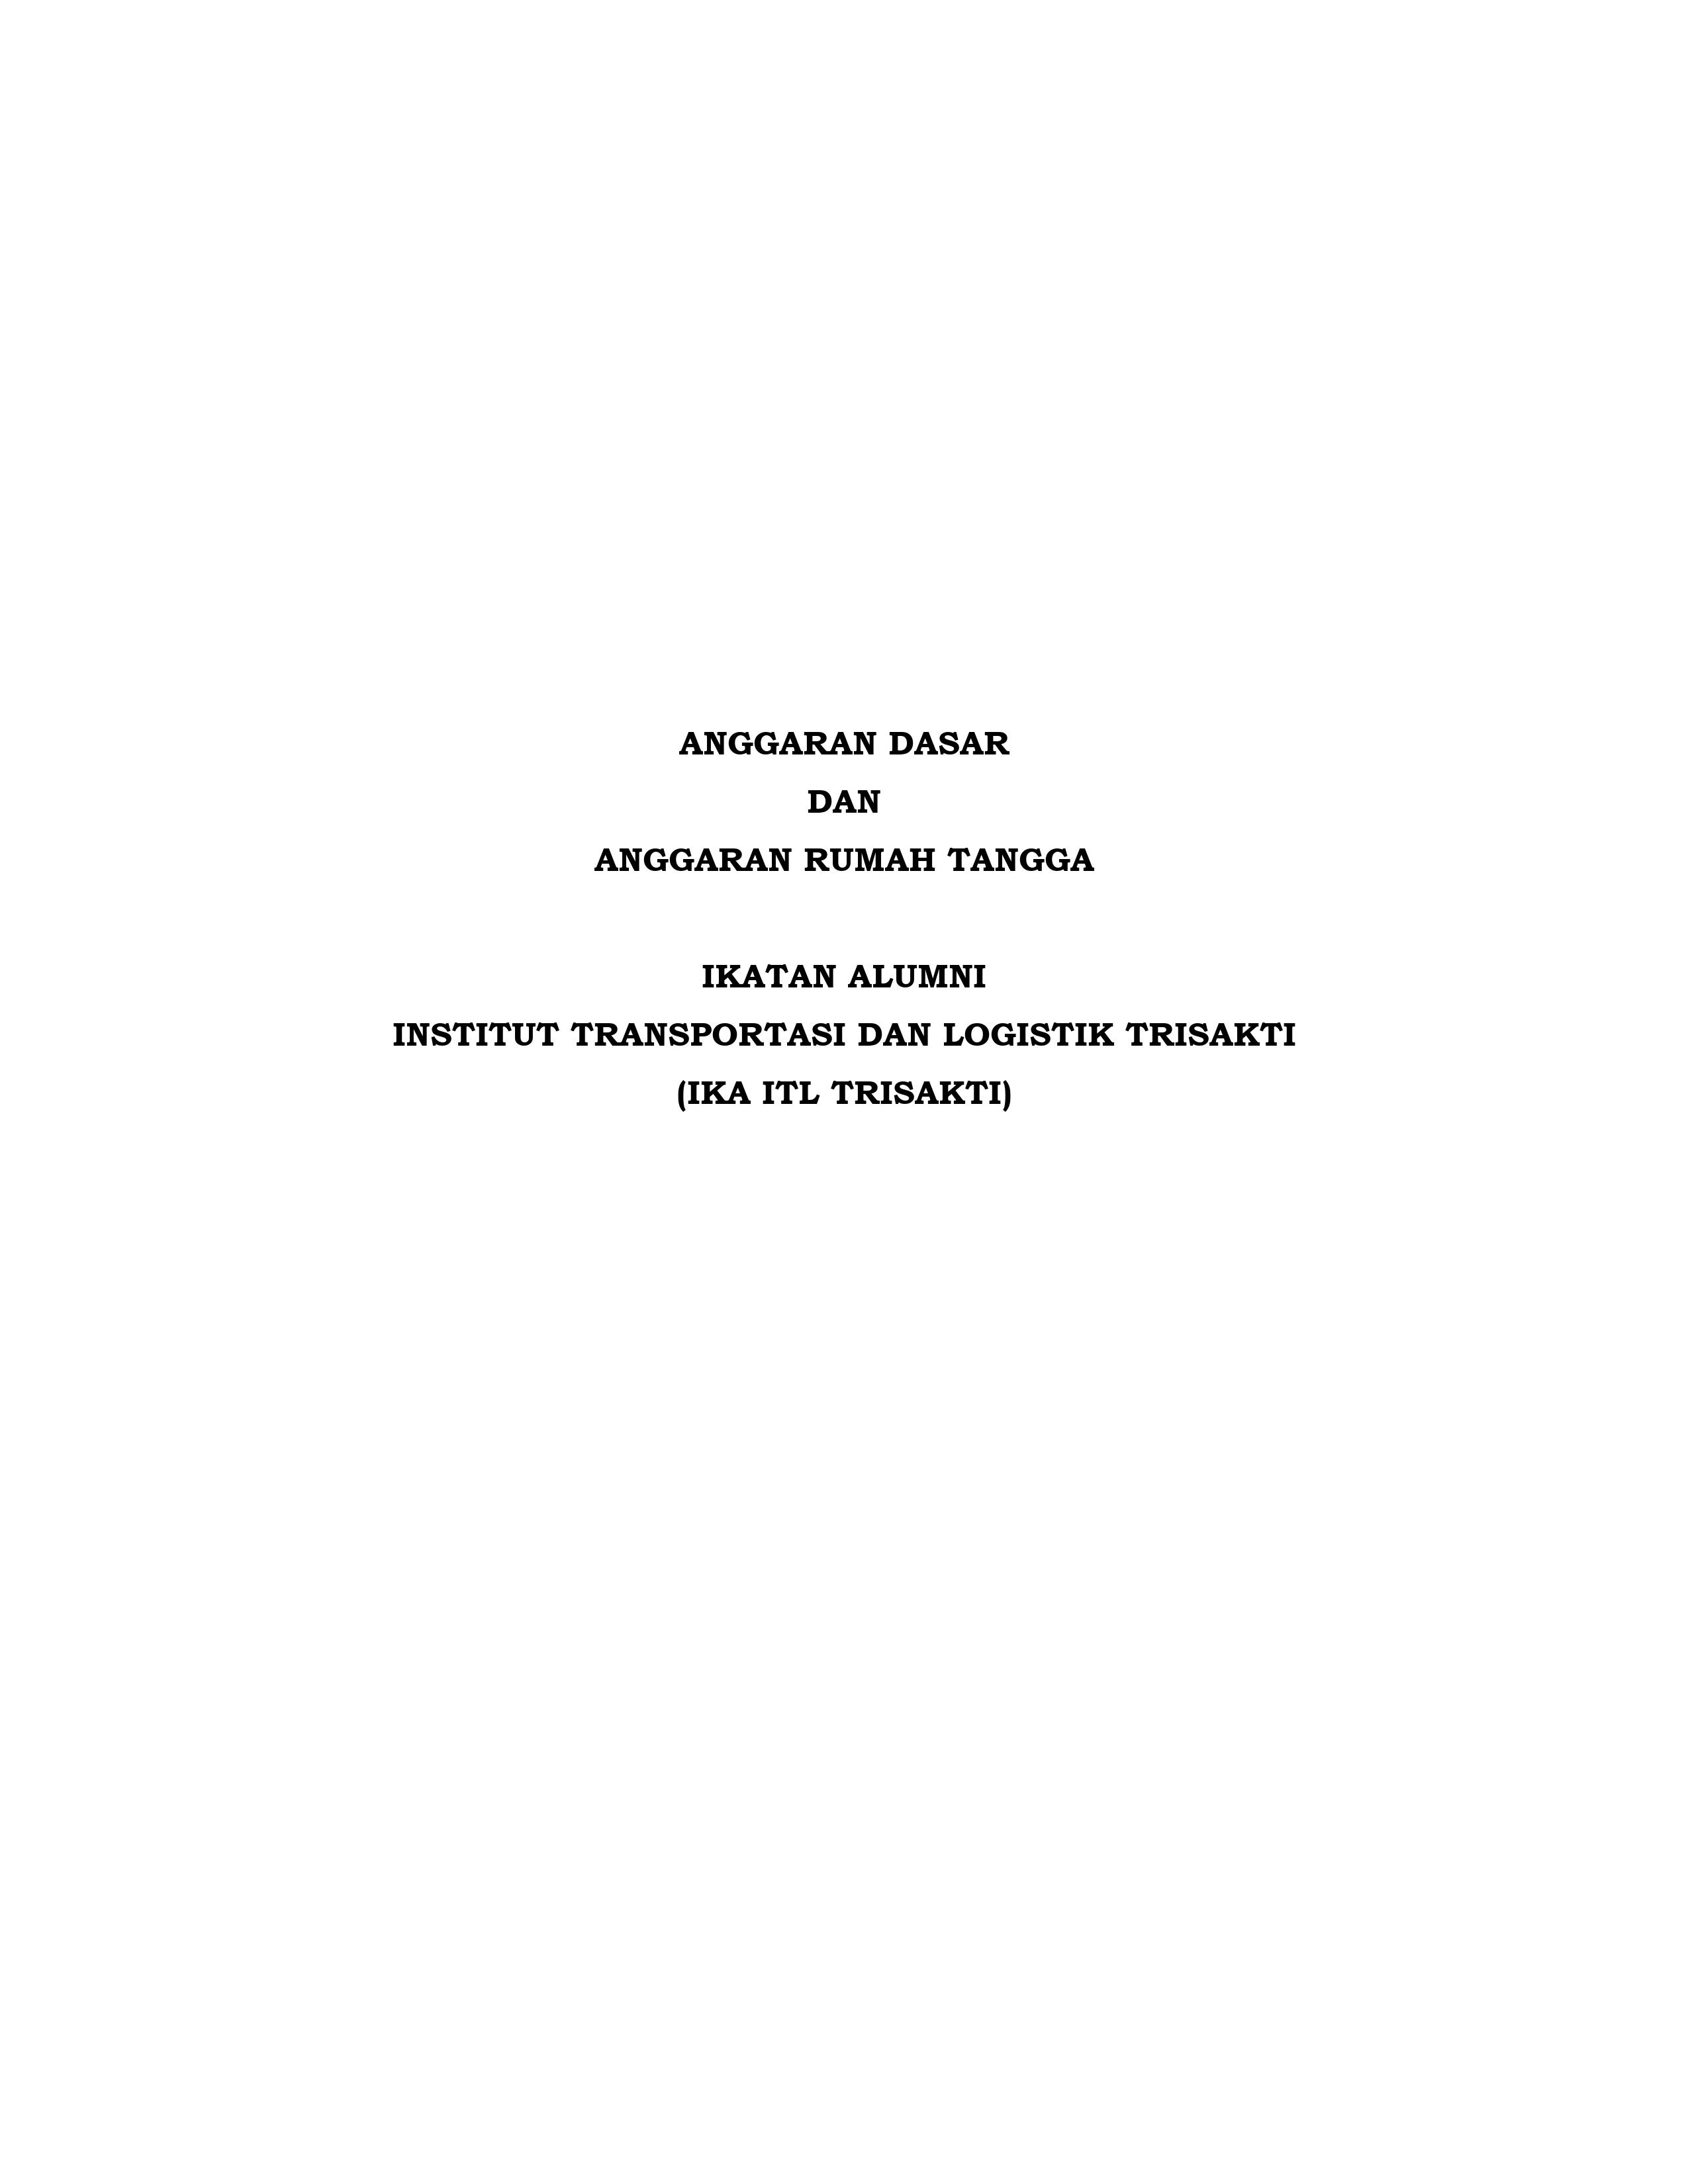 ANGGARAN DASAR
DAN
ANGGARAN RUMAH TANGGA
IKATAN ALUMNI
INSTITUT TRANSPORTASI DAN LOGISTIK TRISAKTI
(IKA ITL TRISAKTI)